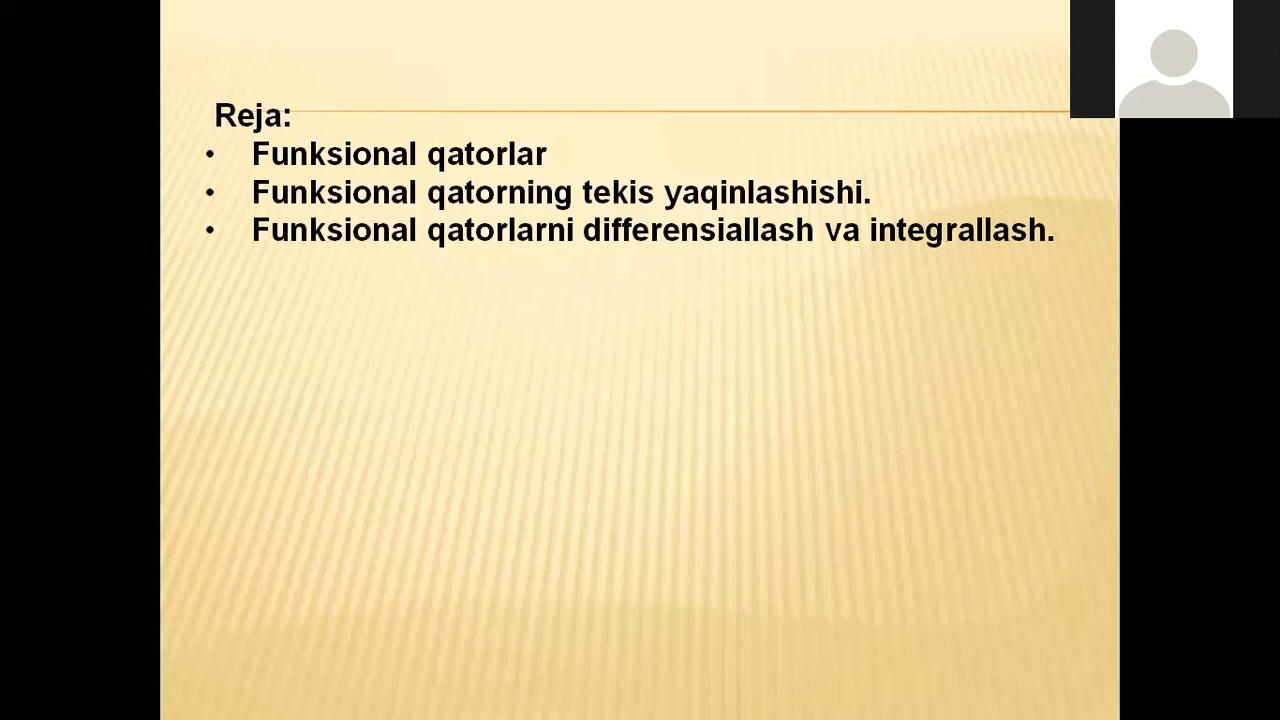 Reja:
• Funksional qatorlar
• Funksional qatorning tekis yaqinlashishi.
• Funksional qatorlarni differensiallash va integrallash.